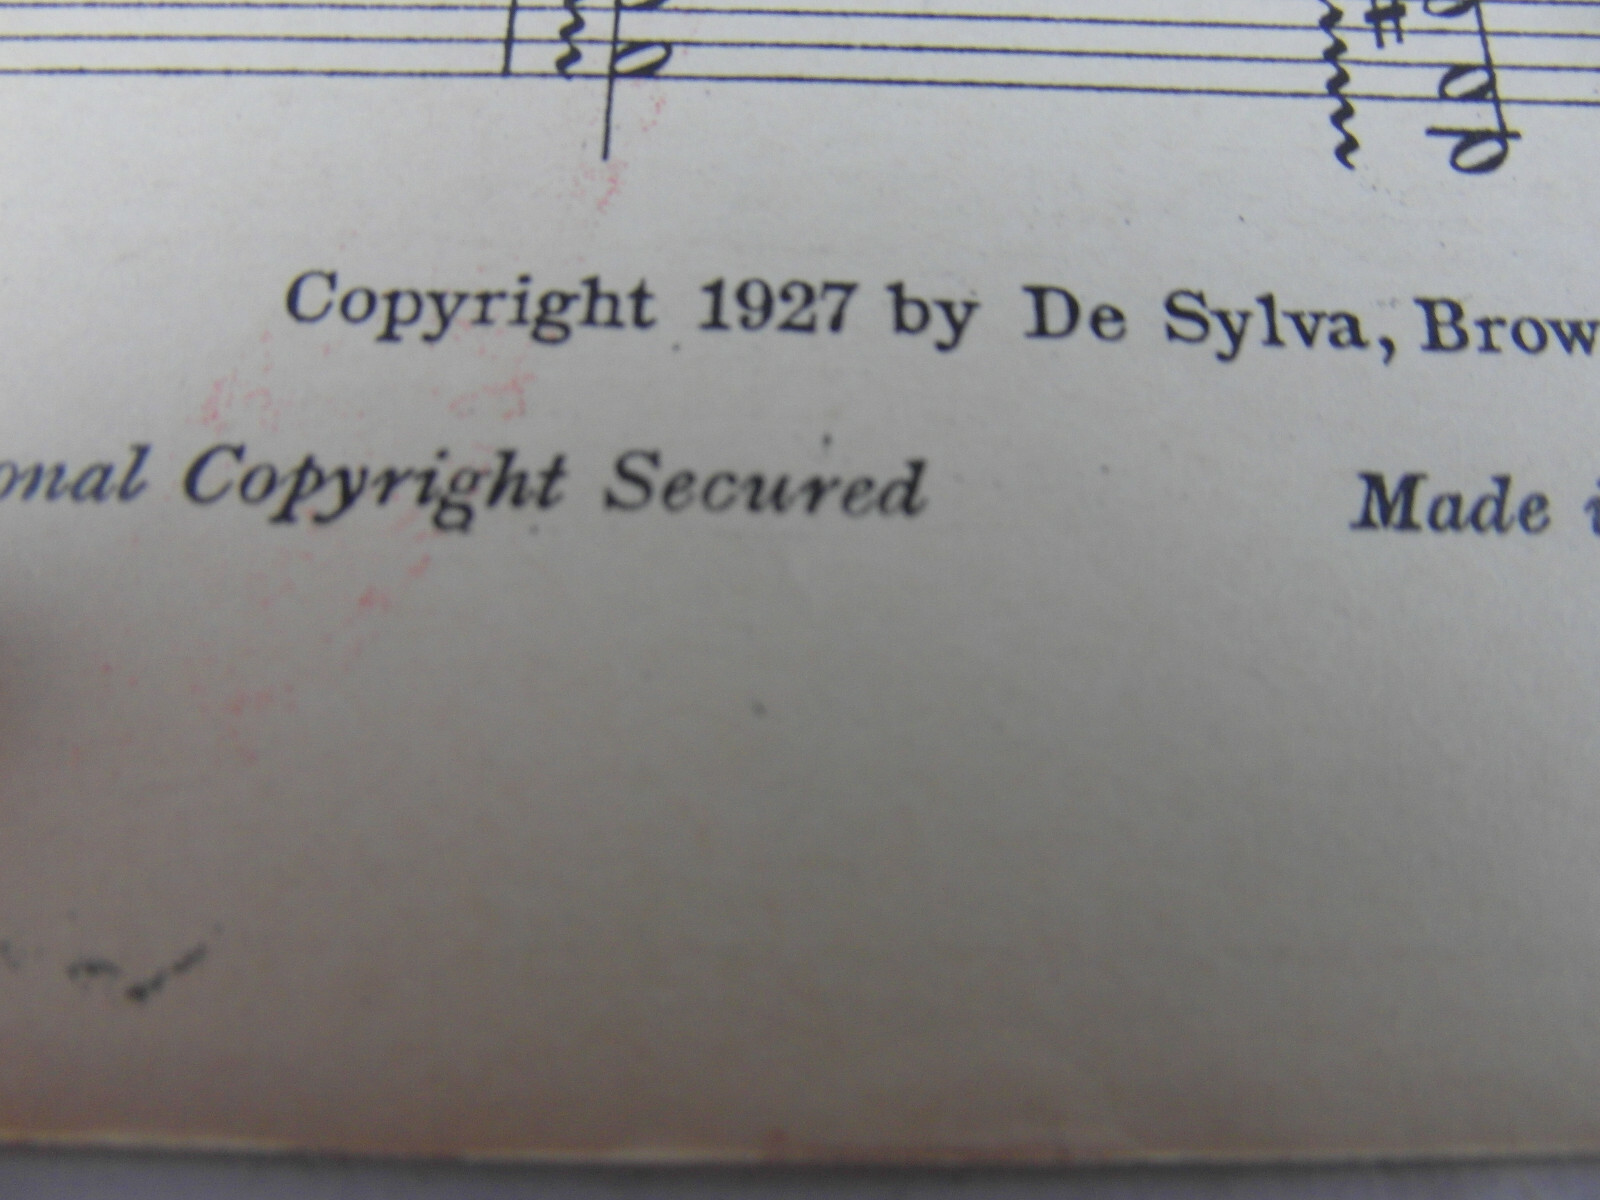 Copyright 1927 by De Sylva, Brow
onal Copyright Secured Made i